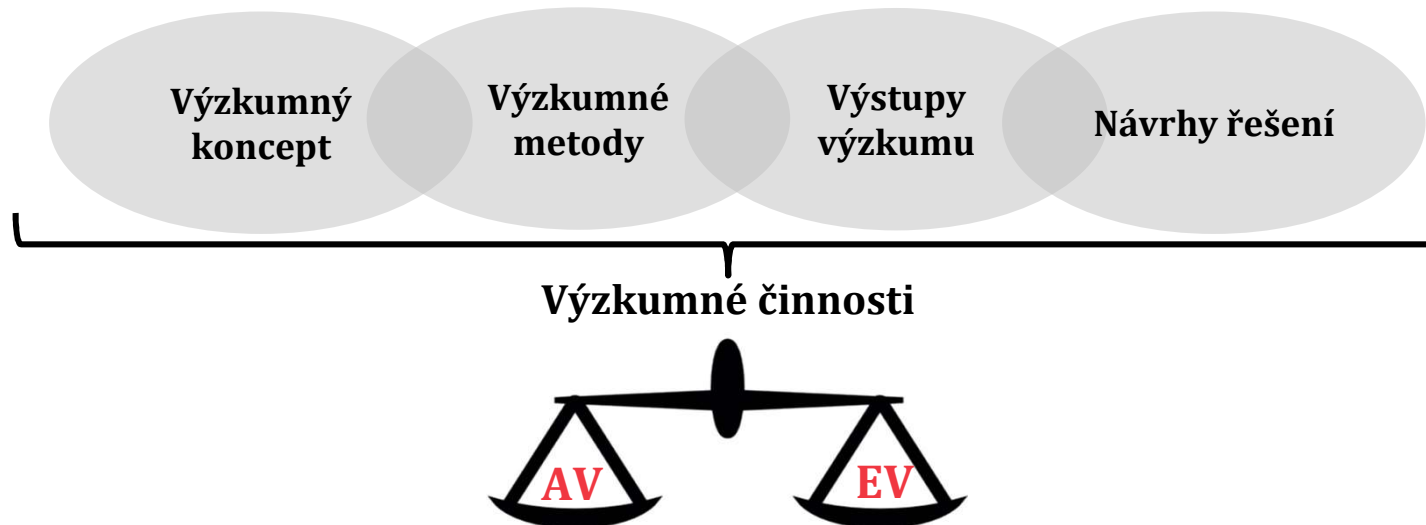 Výzkumný
koncept
Výzkumné
metody
Výstupy
výzkumu
Návrhy řešení
Výzkumné činnosti
AV
EV